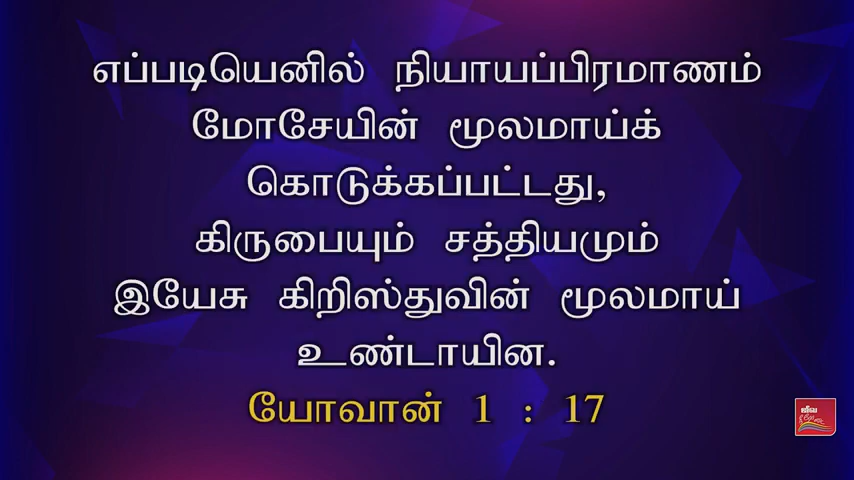 எப்படியெனில் நியாயப்பிரமாணம்
மோசேயின் மூலமாய்க்
கொடுக்கப்பட்டது,
கிருபையும் சத்தியமும்
இயேசு கிறிஸ்துவின் மூலமாய்
உண்டாயின.
யோவான் 1 : 17
ஜீவ